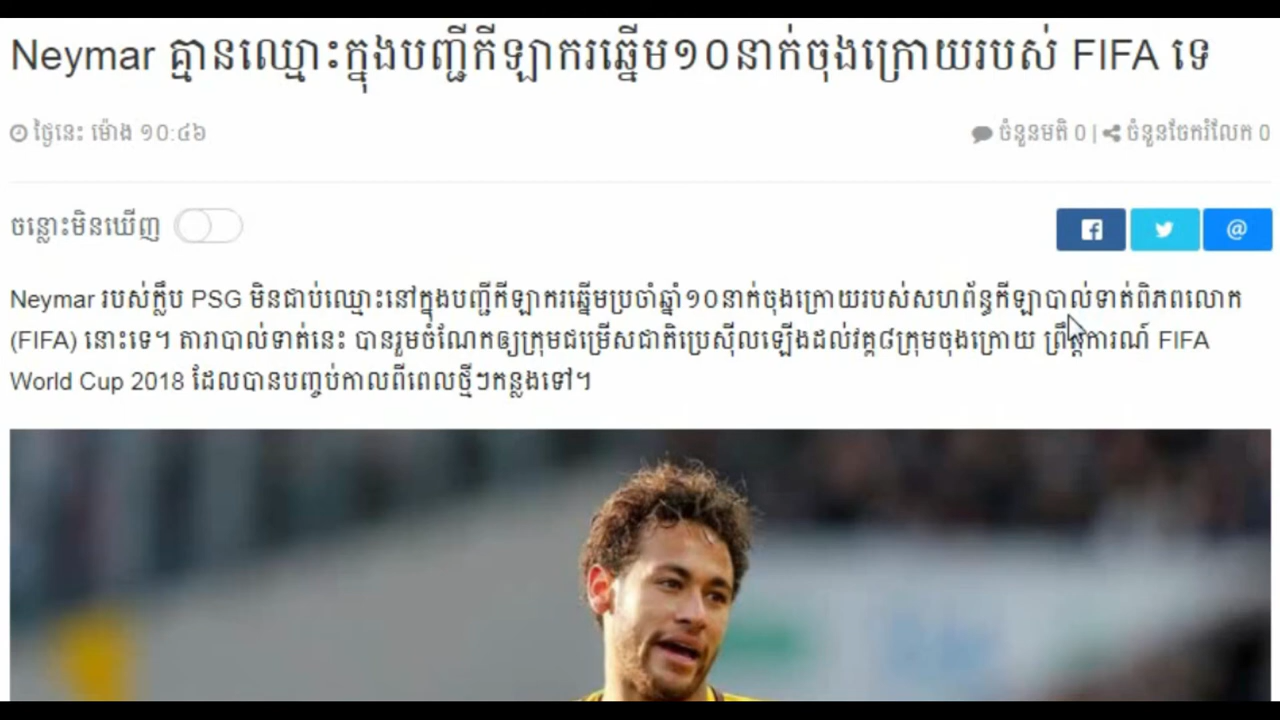 Neymar គ្មានឈ្មោះក្នុងបញ្ជីកីឡាករឆ្នើម១០នាក់ចុងក្រោយរបស់ FIFA ទេ
ថ្ងៃនេះ ម៉ោង ១០:៤៦
ចំនួនមតិ 0 | ចំនួនចែករំលែក 0
ចន្លោះមិនឃើញ
Neymar របស់ក្លឹប PSG មិនជាប់ឈ្មោះនៅក្នុងបញ្ជីកីឡាករឆ្នើមប្រចាំឆ្នាំ១០នាក់ចុងក្រោយរបស់សហព័ន្ធកីឡាបាល់ទាត់ពិភពលោក
(FIFA) នោះទេ។ តារាបាល់ទាត់នេះ បានរួមចំណែកឲ្យក្រុមជម្រើសជាតិប្រេស៊ីលឡើងដល់វគ្គ៨ក្រុមចុងក្រោយ ព្រឹត្តិការណ៍ FIFA
World Cup 2018 ដែលបានបញ្ចប់កាលពីពេលថ្មីៗកន្លងទៅ។